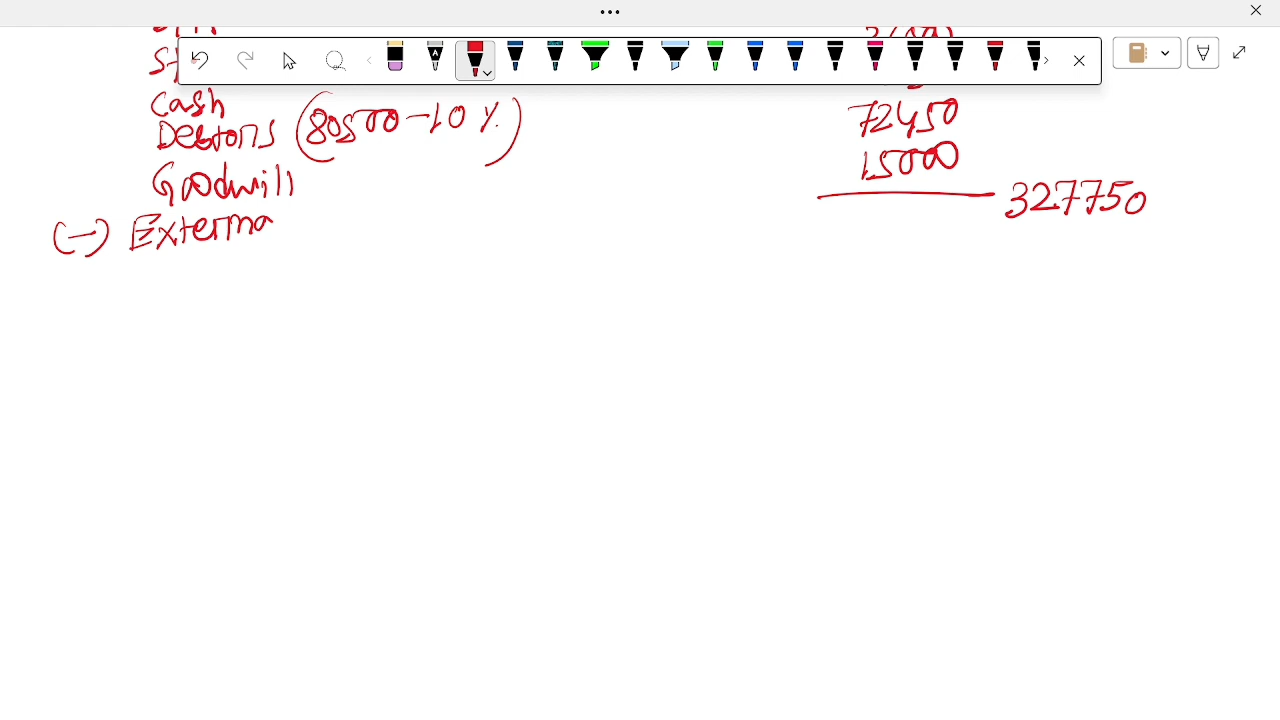 Cash
Debtors (80500-10%) 72450
Goodwill 15000
327750
(-) Externa